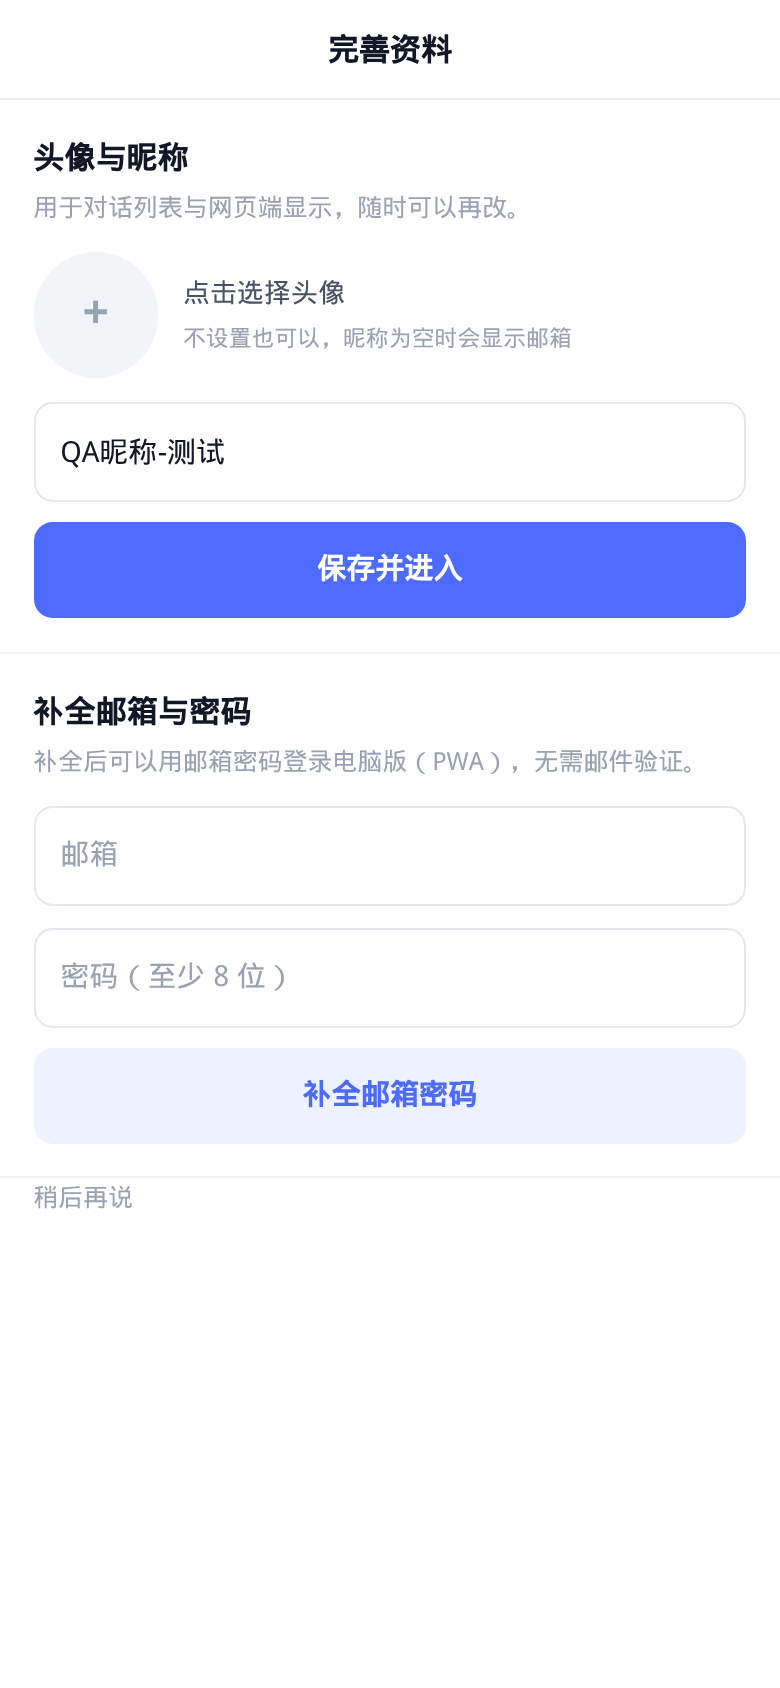 完善资料
头像与昵称
用于对话列表与网页端显示，随时可以再改。
+
点击选择头像
不设置也可以，昵称为空时会显示邮箱
QA昵称-测试
保存并进入
补全邮箱与密码
补全后可以用邮箱密码登录电脑版（PWA），无需邮件验证。
邮箱
密码（至少 8 位）
补全邮箱密码
稍后再说